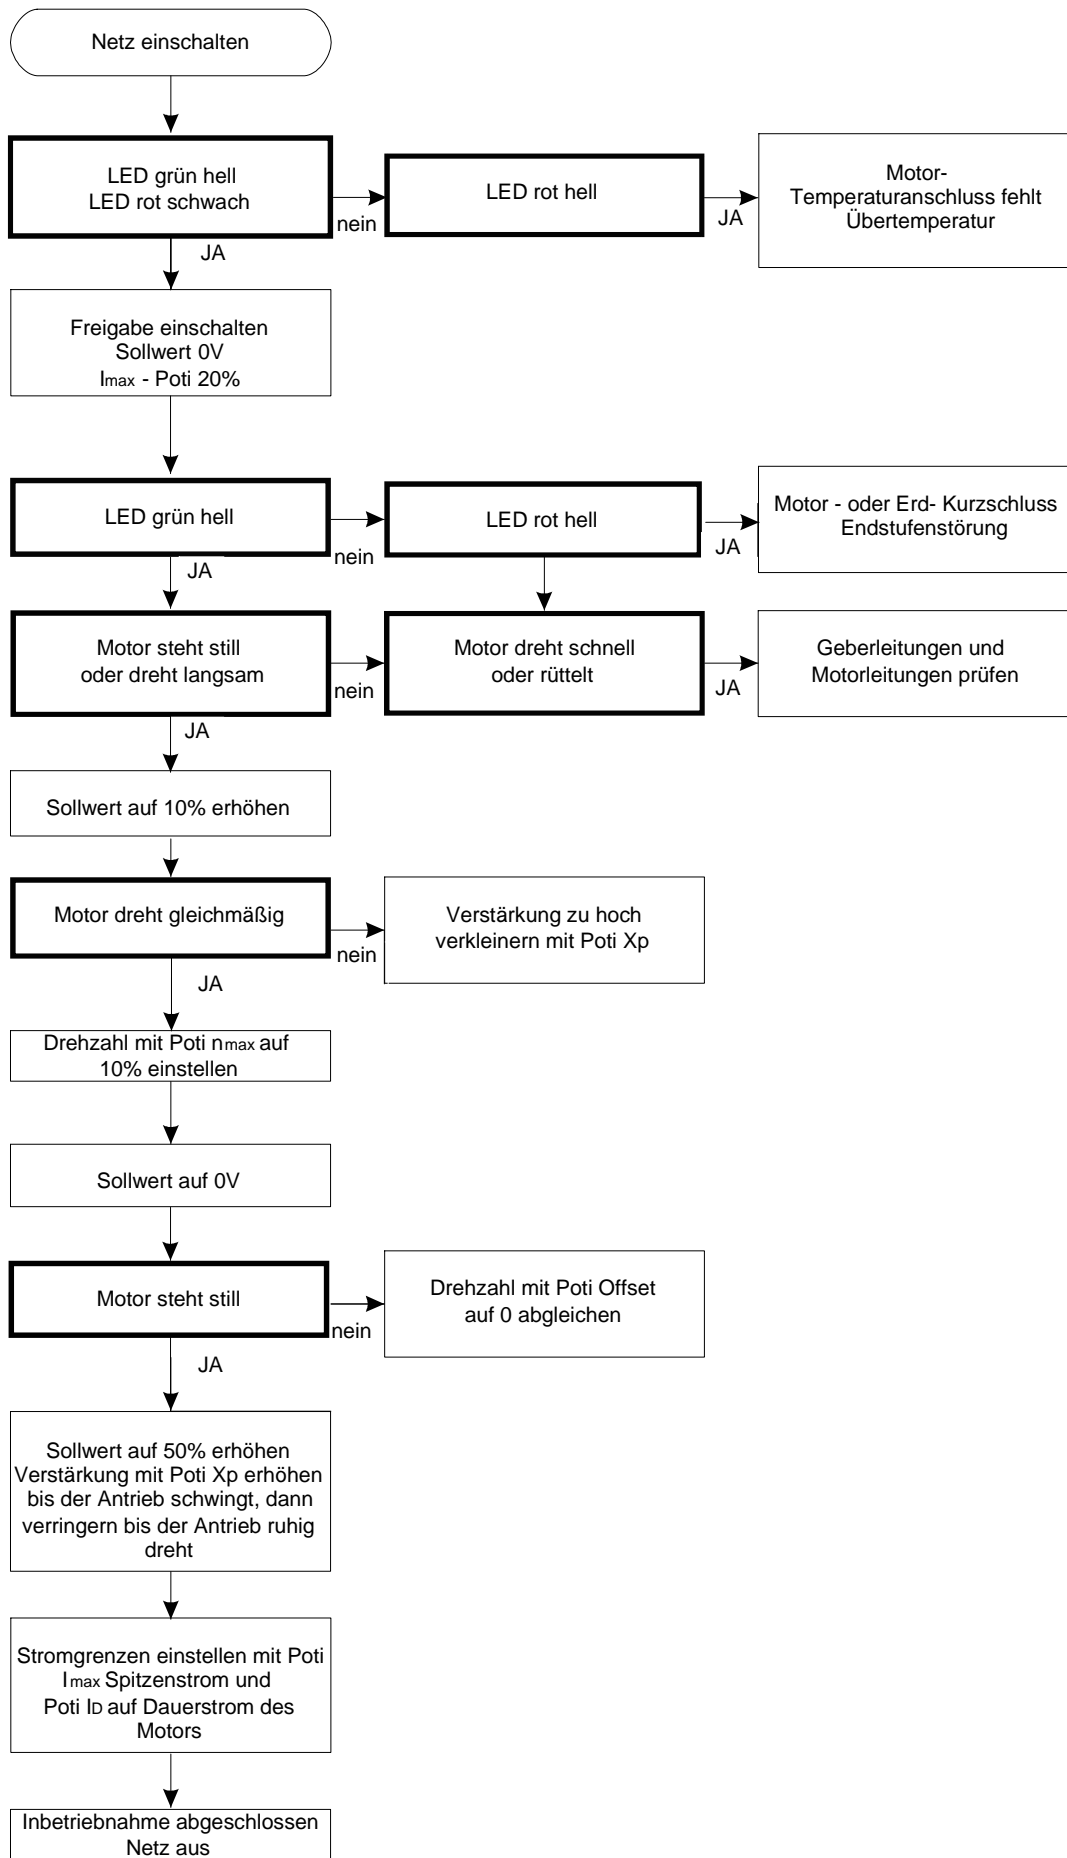 Netz einschalten
LED grün hell
LED rot schwach
nein
LED rot hell
JA
Motor-
Temperaturanschluss fehlt
Übertemperatur
JA
Freigabe einschalten
Sollwert 0V
Imax - Poti 20%
LED grün hell
nein
LED rot hell
JA
Motor - oder Erd- Kurzschluss
Endstufenstörung
JA
Motor steht still
oder dreht langsam
nein
Motor dreht schnell
oder rüttelt
JA
Geberleitungen und
Motorleitungen prüfen
JA
Sollwert auf 10% erhöhen
Motor dreht gleichmäßig
nein
Verstärkung zu hoch
verkleinern mit Poti Xp
JA
Drehzahl mit Poti nmax auf
10% einstellen
Sollwert auf 0V
Motor steht still
nein
Drehzahl mit Poti Offset
auf 0 abgleichen
JA
Sollwert auf 50% erhöhen
Verstärkung mit Poti Xp erhöhen
bis der Antrieb schwingt, dann
verringern bis der Antrieb ruhig
dreht
Stromgrenzen einstellen mit Poti
Imax Spitzenstrom und
Poti ID auf Dauerstrom des
Motors
Inbetriebnahme abgeschlossen
Netz aus